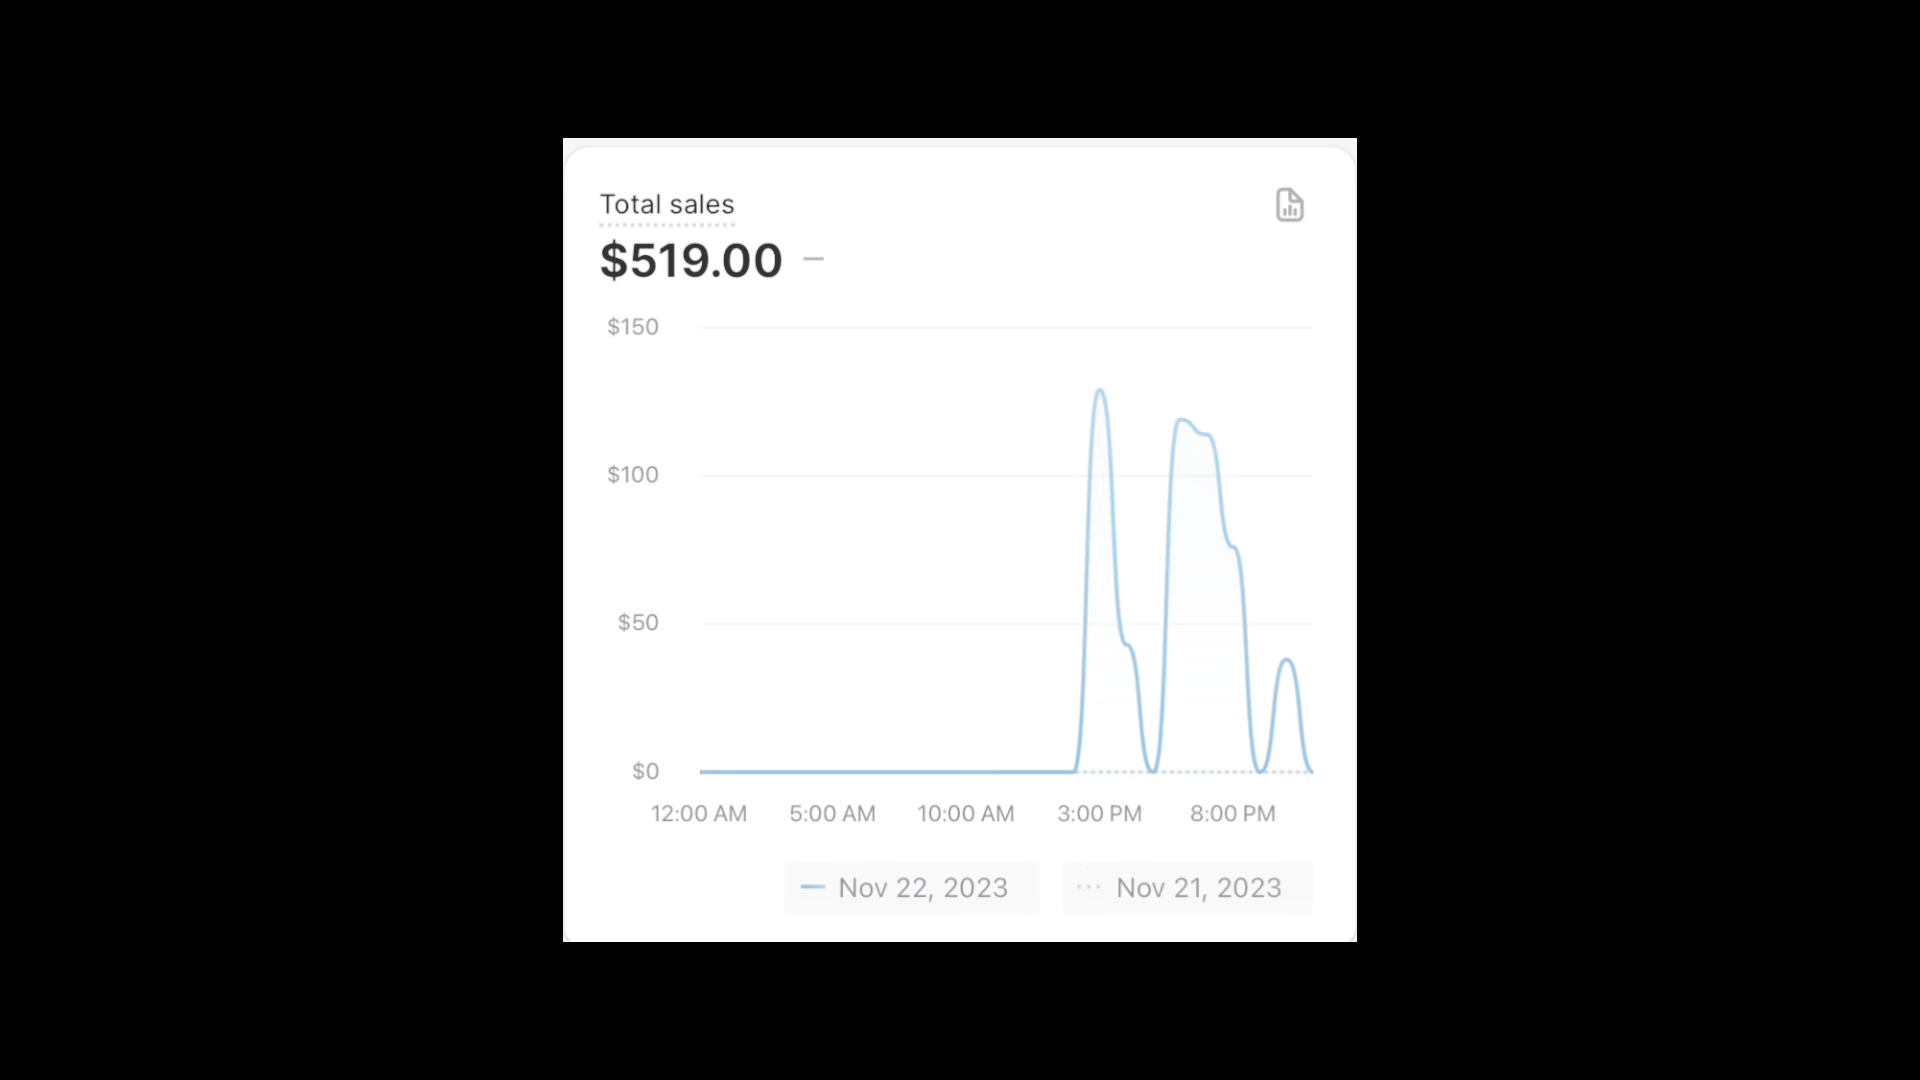 Total sales
$519.00 –
$150
$100
$50
$0
12:00 AM 5:00 AM 10:00 AM 3:00 PM 8:00 PM
Nov 22, 2023 Nov 21, 2023